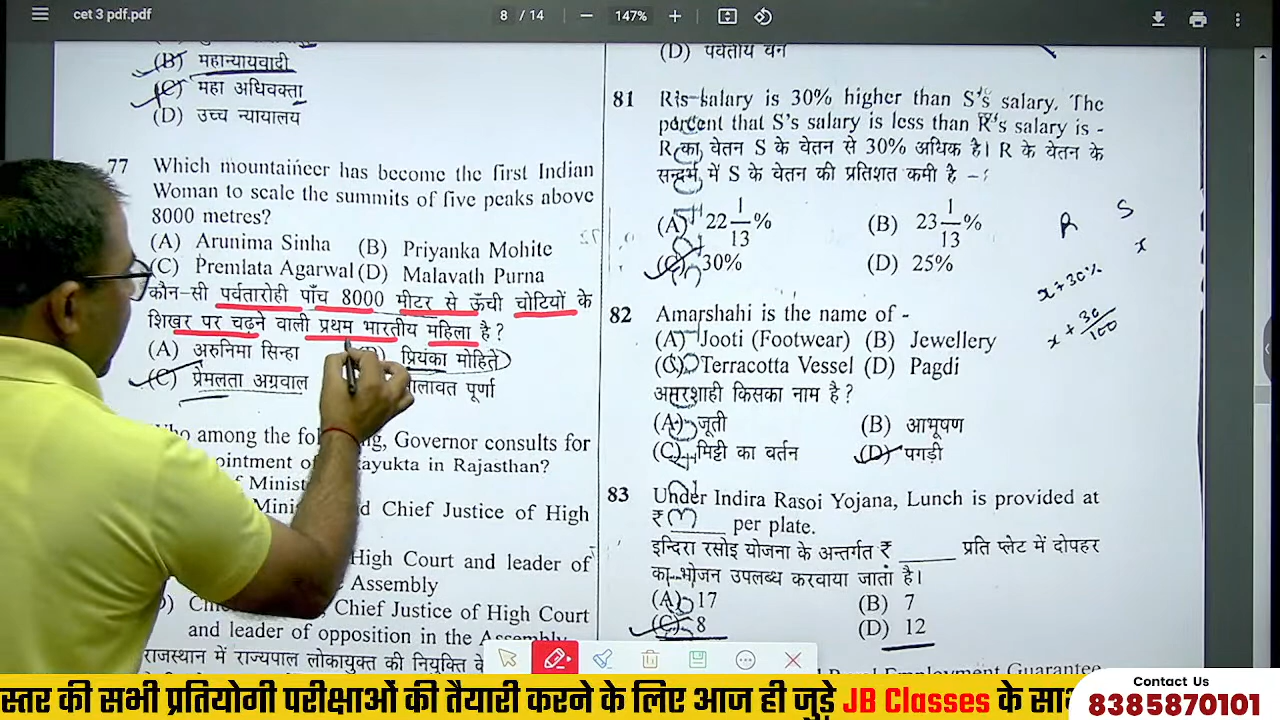 cet 3 pdf.pdf
8 / 14
147%
(B) महान्यायवादी
(C) महा अधिवक्ता
(D) उच्च न्यायालय
77 Which mountaineer has become the first Indian
Woman to scale the summits of five peaks above
8000 metres?
(A) Arunima Sinha (B) Priyanka Mohite
(C) Premlata Agarwal (D) Malavath Purna
कौन-सी पर्वतारोही पाँच 8000 मीटर से ऊँची चोटियों के
शिखर पर चढ़ने वाली प्रथम भारतीय महिला है?
(A) अरुनिमा सिन्हा प्रियंका मोहिते
(C) प्रेमलता अग्रवाल मालावत पूर्णा
Who among the Governor consults for
in Rajasthan?
Chief Justice of High
High Court and leader of
Assembly
Chief Justice of High Court
and leader of opposition in the Assembly
राजस्थान में राज्यपाल लोकायुक्त की नियुक्ति के
(D) पर्वतीय वन
81 R's salary is 30% higher than S's salary. The
percent that S's salary is less than R's salary is -
R का वेतन S के वेतन से 30% अधिक है। R के वेतन के
सन्दर्भ में S के वेतन की प्रतिशत कमी है -
(A) 22 1/13% (B) 23 1/13%
(C) 30% (D) 25%
R S
x
x+30%
x + 30/100
82 Amarshahi is the name of -
(A) Jooti (Footwear) (B) Jewellery
(C) Terracotta Vessel (D) Pagdi
अमरशाही किसका नाम है?
(A) जूती (B) आभूषण
(C) मिट्टी का बर्तन (D) पगड़ी
83 Under Indira Rasoi Yojana, Lunch is provided at
₹ ______ per plate.
इन्दिरा रसोइ योजना के अन्तर्गत ₹ ______ प्रति प्लेट में दोपहर
का भोजन उपलब्ध करवाया जाता है।
(A) 17 (B) 7
(C) 8 (D) 12
Employment Guarantee
स्तर की सभी प्रतियोगी परीक्षाओं की तैयारी करने के लिए आज ही जुड़े JB Classes के
Contact Us
8385870101